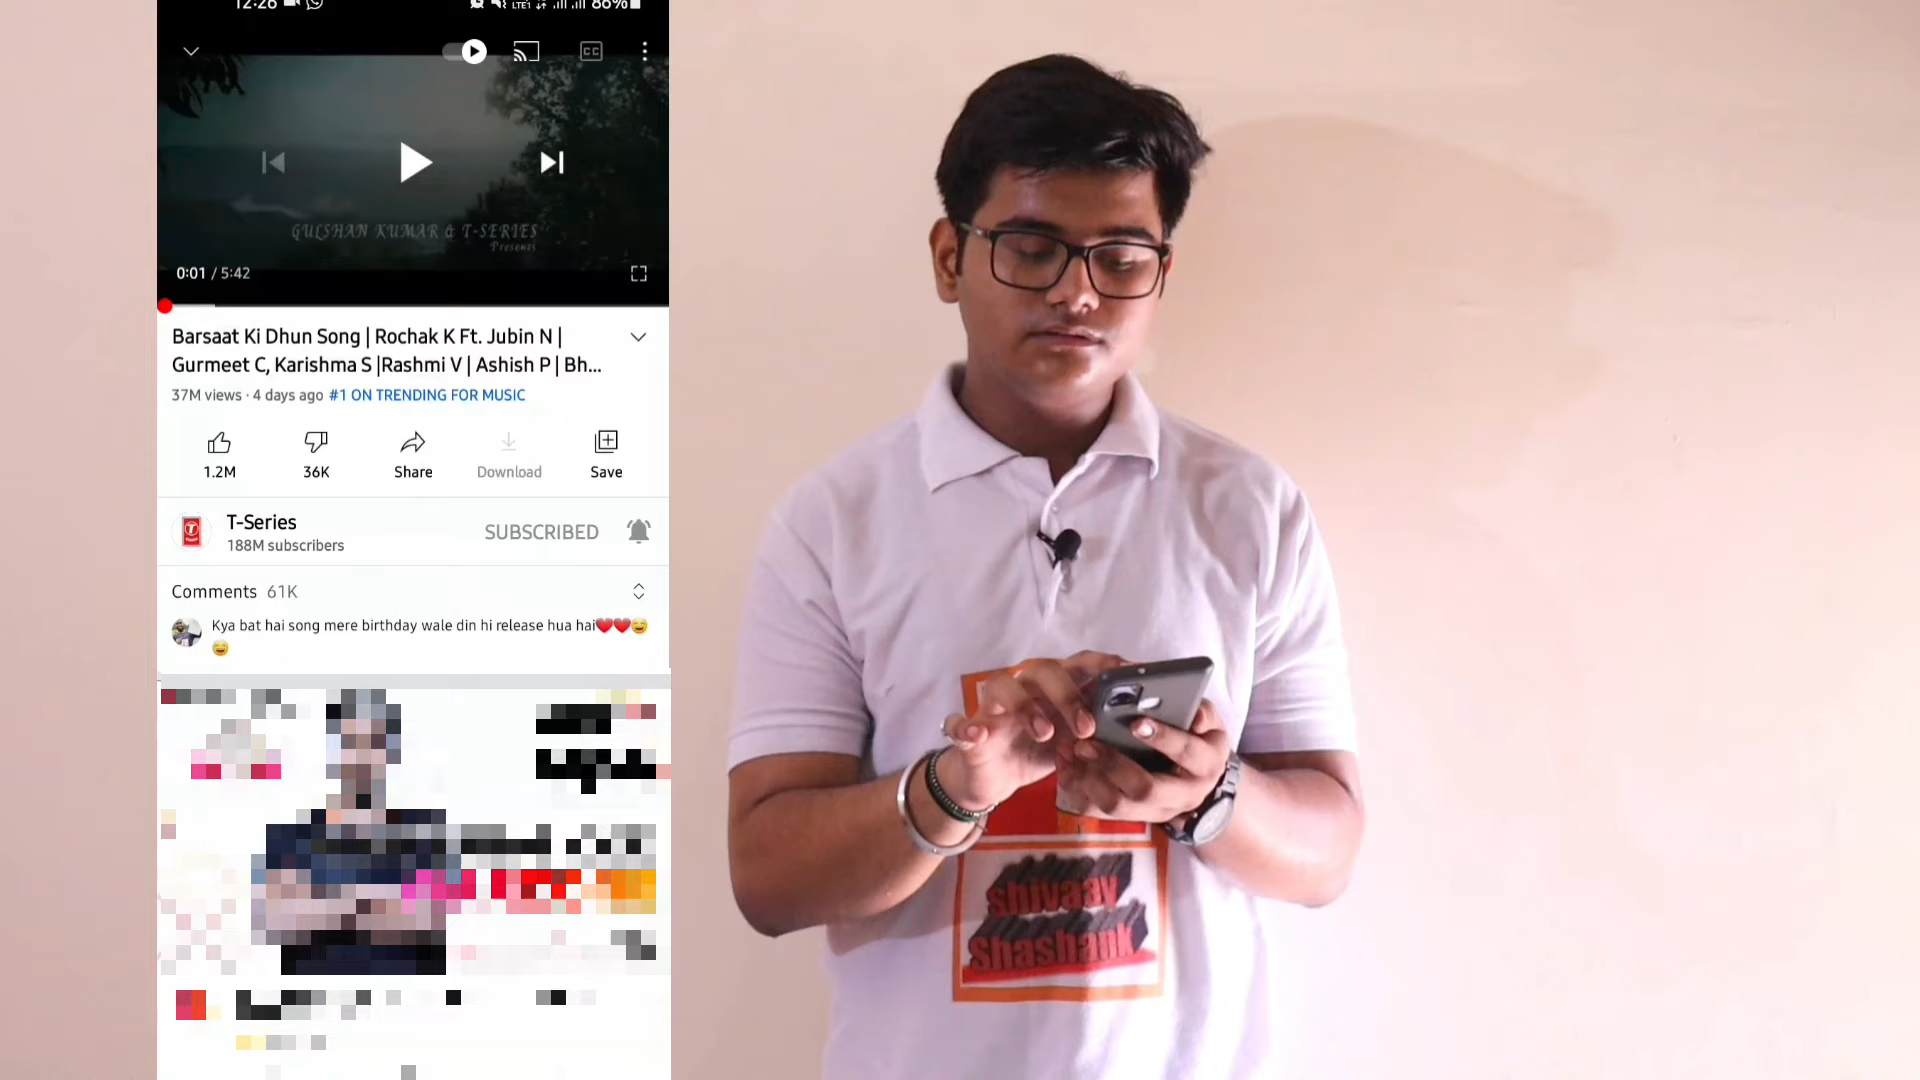 12:26
LTE1 86%
CC
GULSHAN KUMAR & T-SERIES
Presents
0:01 / 5:42
Barsaat Ki Dhun Song | Rochak K Ft. Jubin N |
Gurmeet C, Karishma S |Rashmi V | Ashish P | Bh...
37M views · 4 days ago #1 ON TRENDING FOR MUSIC
1.2M
36K
Share
Download
Save
T-Series
188M subscribers
SUBSCRIBED
Comments 61K
Kya bat hai song mere birthday wale din hi release hua hai❤️❤️😅
😅
shivaay
Shashank